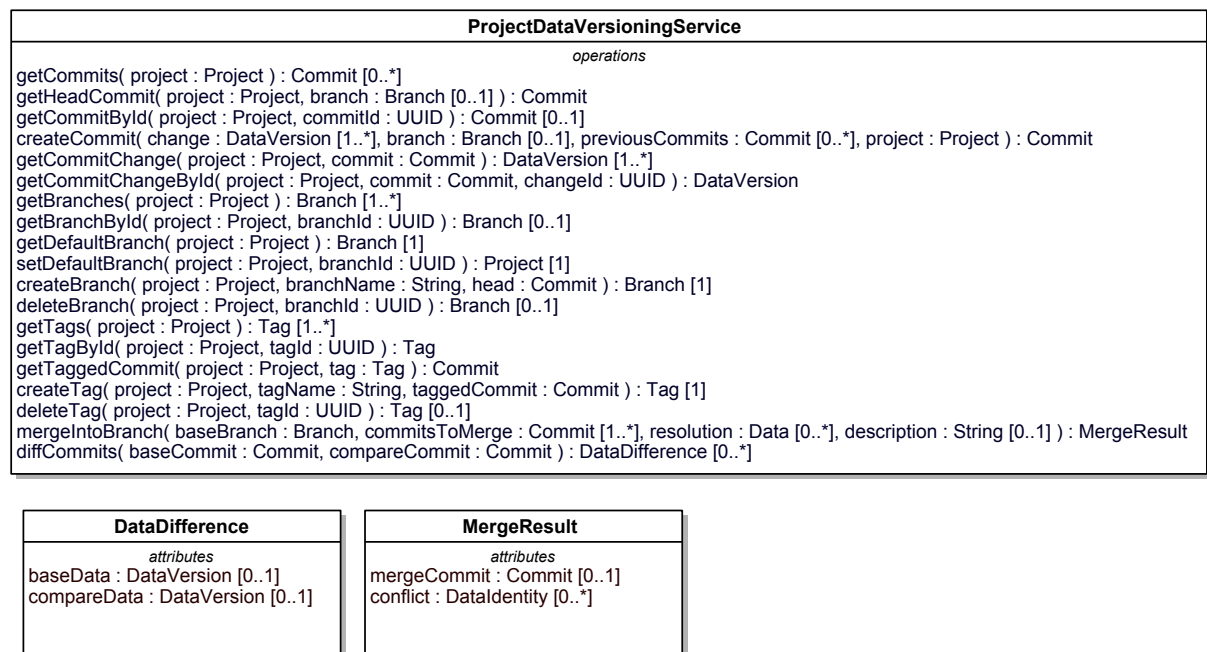 ProjectDataVersioningService
operations
getCommits( project : Project ) : Commit [0..*]
getHeadCommit( project : Project, branch : Branch [0..1] ) : Commit
getCommitById( project : Project, commitId : UUID ) : Commit [0..1]
createCommit( change : DataVersion [1..*], branch : Branch [0..1], previousCommits : Commit [0..*], project : Project ) : Commit
getCommitChange( project : Project, commit : Commit ) : DataVersion [1..*]
getCommitChangeById( project : Project, commit : Commit, changeId : UUID ) : DataVersion
getBranches( project : Project ) : Branch [1..*]
getBranchById( project : Project, branchId : UUID ) : Branch [0..1]
getDefaultBranch( project : Project ) : Branch [1]
setDefaultBranch( project : Project, branchId : UUID ) : Project [1]
createBranch( project : Project, branchName : String, head : Commit ) : Branch [1]
deleteBranch( project : Project, branchId : UUID ) : Branch [0..1]
getTags( project : Project ) : Tag [1..*]
getTagById( project : Project, tagId : UUID ) : Tag
getTaggedCommit( project : Project, tag : Tag ) : Commit
createTag( project : Project, tagName : String, taggedCommit : Commit ) : Tag [1]
deleteTag( project : Project, tagId : UUID ) : Tag [0..1]
mergeIntoBranch( baseBranch : Branch, commitsToMerge : Commit [1..*], resolution : Data [0..*], description : String [0..1] ) : MergeResult
diffCommits( baseCommit : Commit, compareCommit : Commit ) : DataDifference [0..*]
DataDifference
attributes
baseData : DataVersion [0..1]
compareData : DataVersion [0..1]
MergeResult
attributes
mergeCommit : Commit [0..1]
conflict : DataIdentity [0..*]